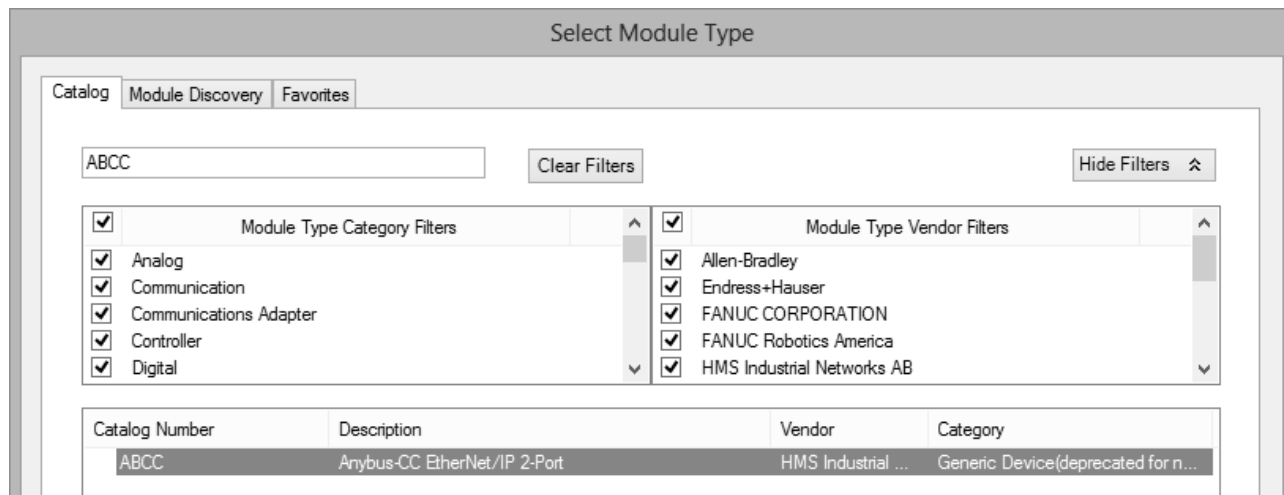 Select Module Type
Catalog Module Discovery Favorites
ABCC Clear Filters Hide Filters
Module Type Category Filters Module Type Vendor Filters
Analog Allen-Bradley
Communication Endress+Hauser
Communications Adapter FANUC CORPORATION
Controller FANUC Robotics America
Digital HMS Industrial Networks AB
Catalog Number Description Vendor Category
ABCC Anybus-CC EtherNet/IP 2-Port HMS Industrial ... Generic Device(deprecated for n...